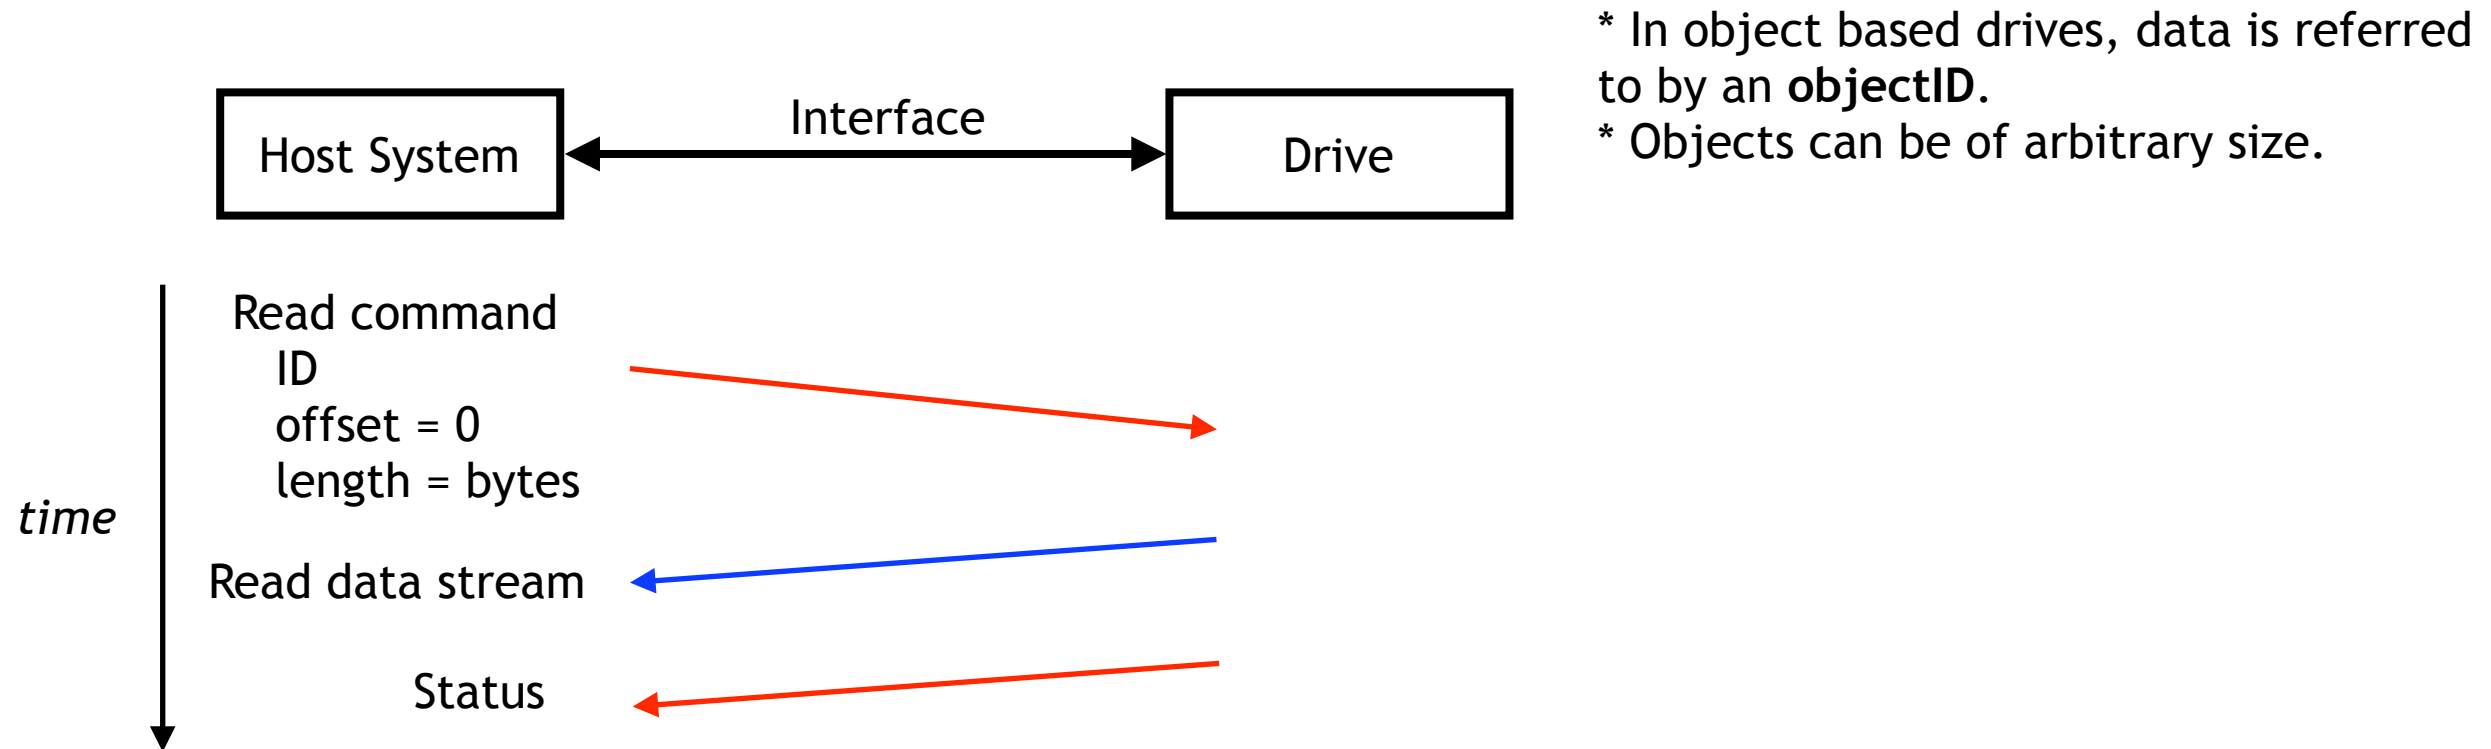 * In object based drives, data is referred
to by an objectID.
* Objects can be of arbitrary size.
Interface
Host System
Drive
Read command
ID
offset = 0
length = bytes
time
Read data stream
Status